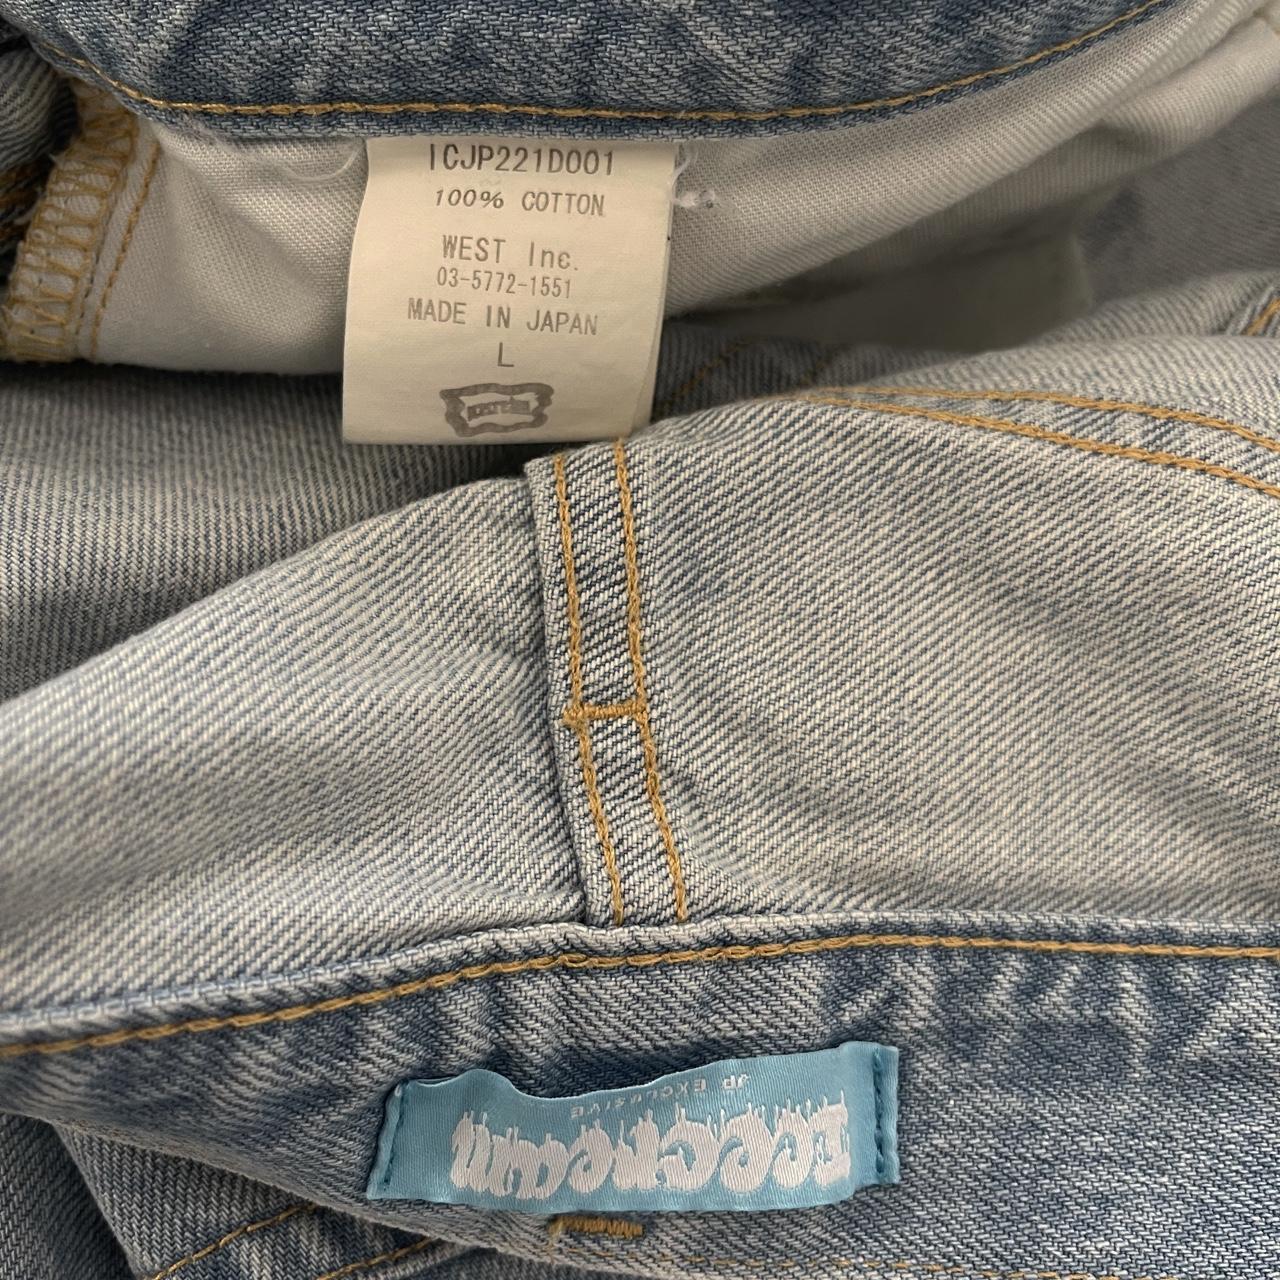 ICJP221D001
100% COTTON
WEST Inc.
03-5772-1551
MADE IN JAPAN
L
Icecream
JP EXCLUSIVE